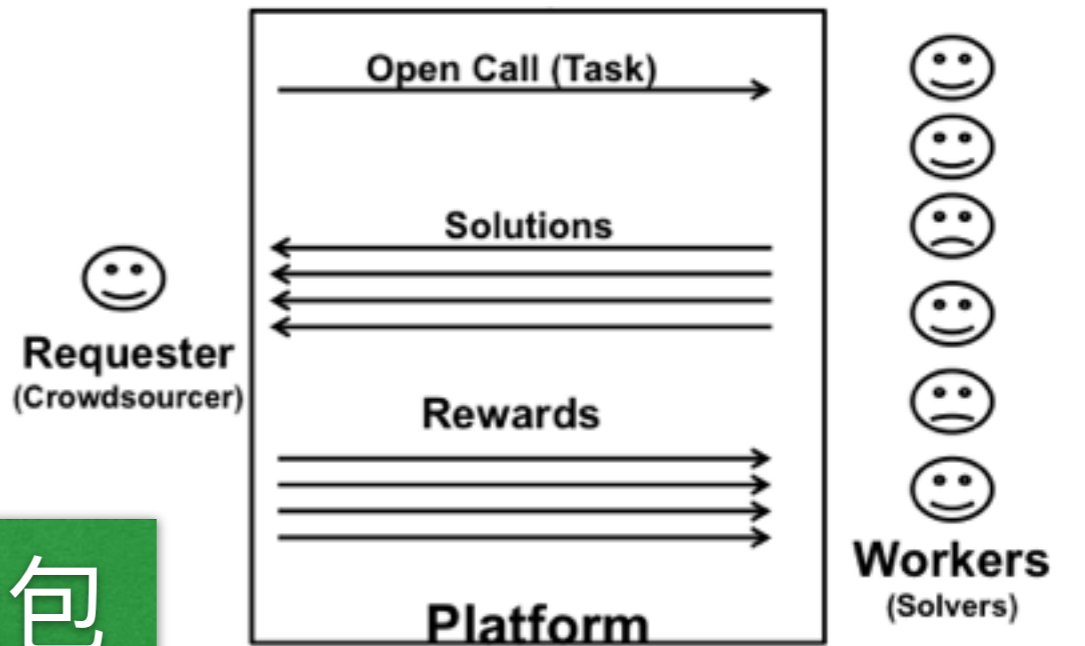 Open Call (Task)
Solutions
Requester
(Crowdsourcer)
Rewards
Workers
(Solvers)
Platform
包